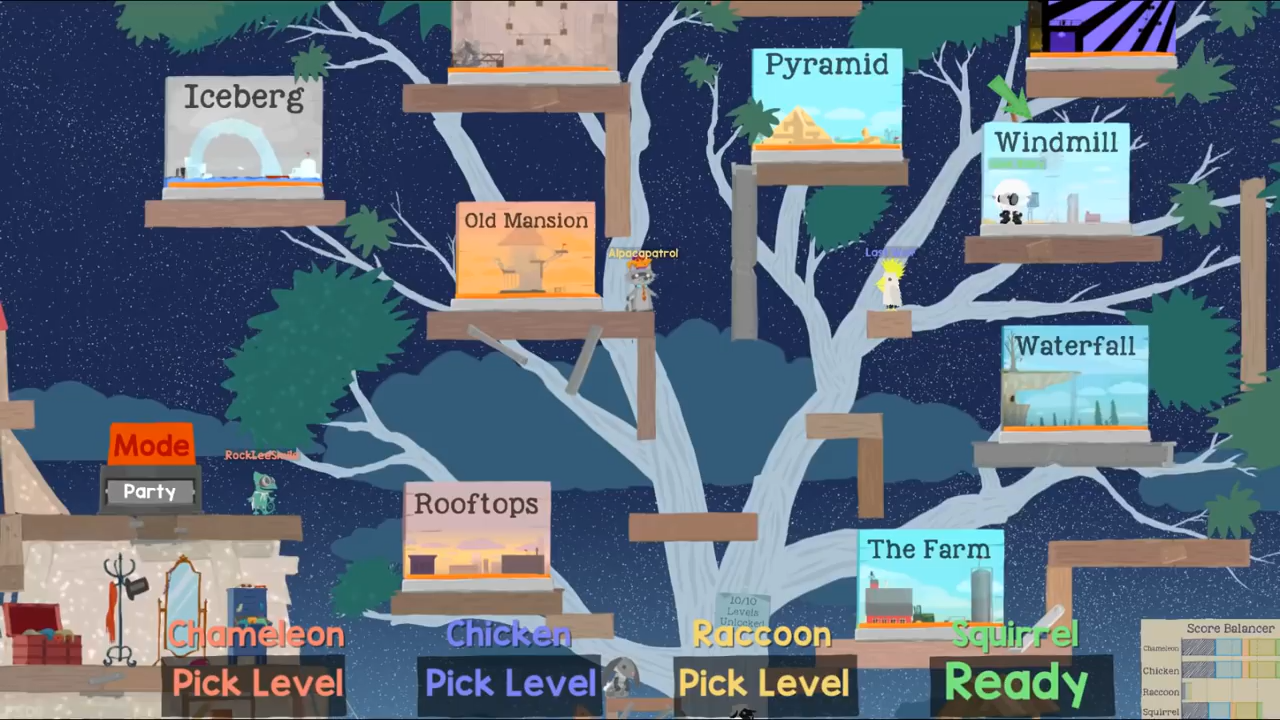 Iceberg
Pyramid
Windmill
Old Mansion
Alpacapatrol
Waterfall
Mode
Party
RockLeeSmile
Rooftops
The Farm
10/10
Levels
Unlocked
Chameleon
Pick Level
Chicken
Pick Level
Raccoon
Pick Level
Squirrel
Ready
Score Balancer
Chameleon
Chicken
Raccoon
Squirrel